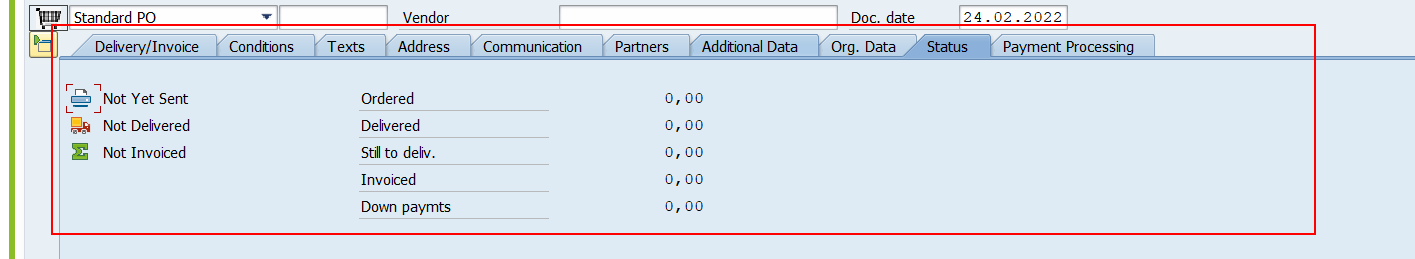 Standard PO Vendor Doc. date 24.02.2022
Delivery/Invoice Conditions Texts Address Communication Partners Additional Data Org. Data Status Payment Processing
Not Yet Sent Ordered 0,00
Not Delivered Delivered 0,00
Not Invoiced Still to deliv. 0,00
Invoiced 0,00
Down paymts 0,00